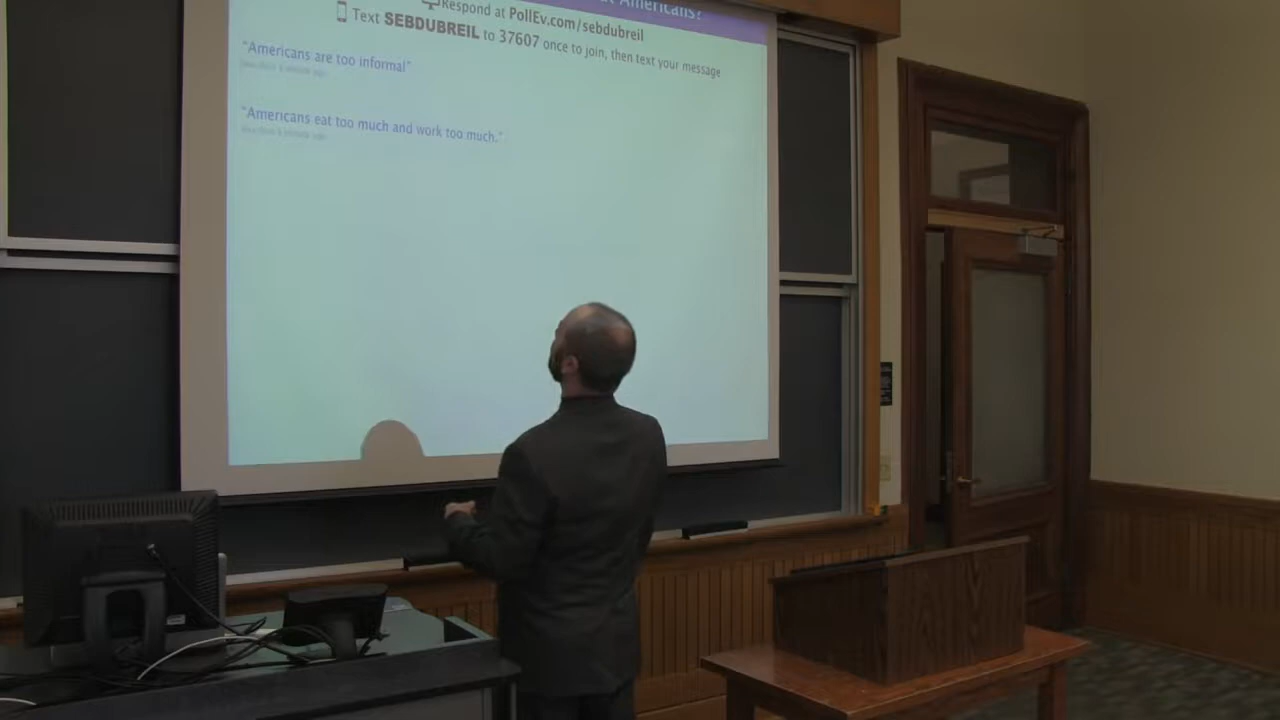 Americans?
Respond at PollEv.com/sebdubreil
Text SEBDUBREIL to 37607 once to join, then text your message
"Americans are too informal"
"Americans eat too much and work too much."